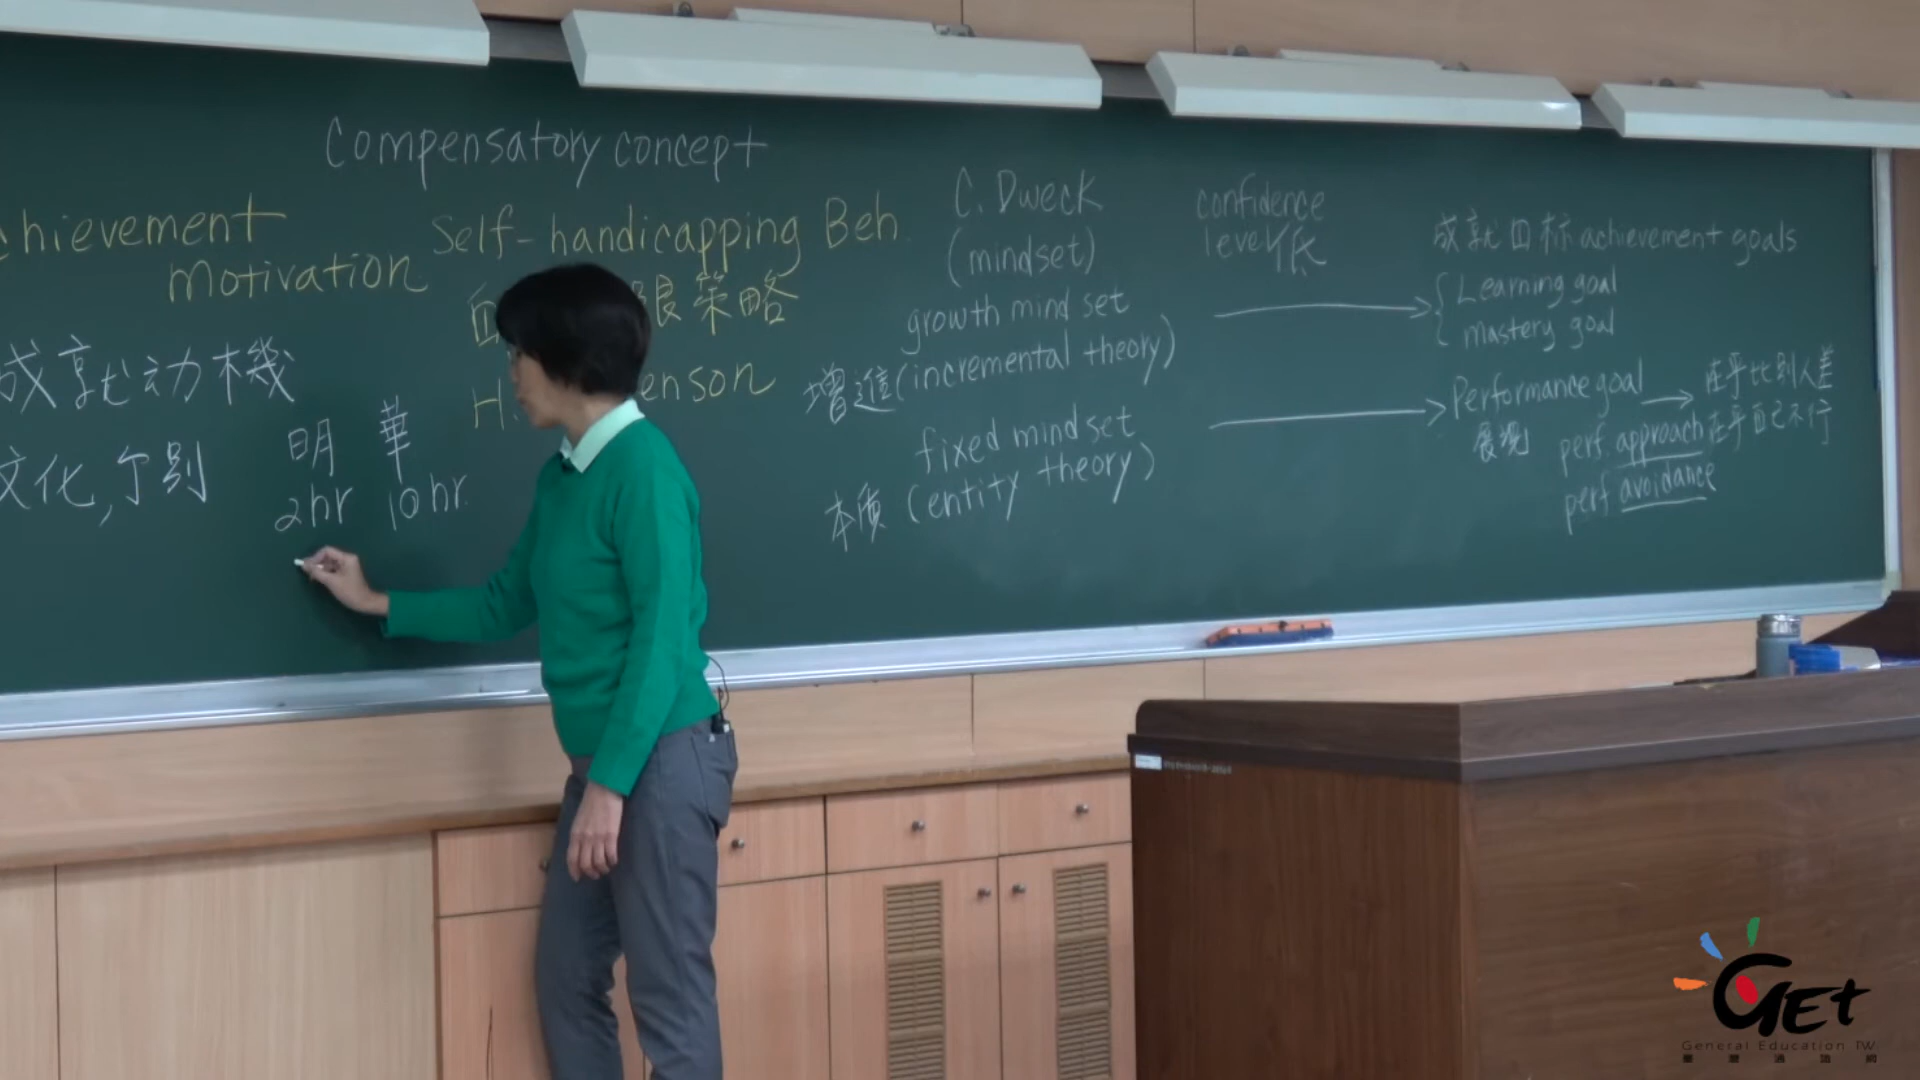 Compensatory concept
chievement
motivation
成就动機
文化,个别
明 華
2hr 10hr
Self-handicapping Beh
限策略
H. enson
C. Dweck
(mindset)
growth mind set
增進(incremental theory)
fixed mind set
本质 (entity theory)
confidence
level低
成就目标 achievement goals
Learning goal
mastery goal
Performance goal
展现
在乎比别人差
perf. approach 在乎自己不行
perf avoidance
GET
General Education TW